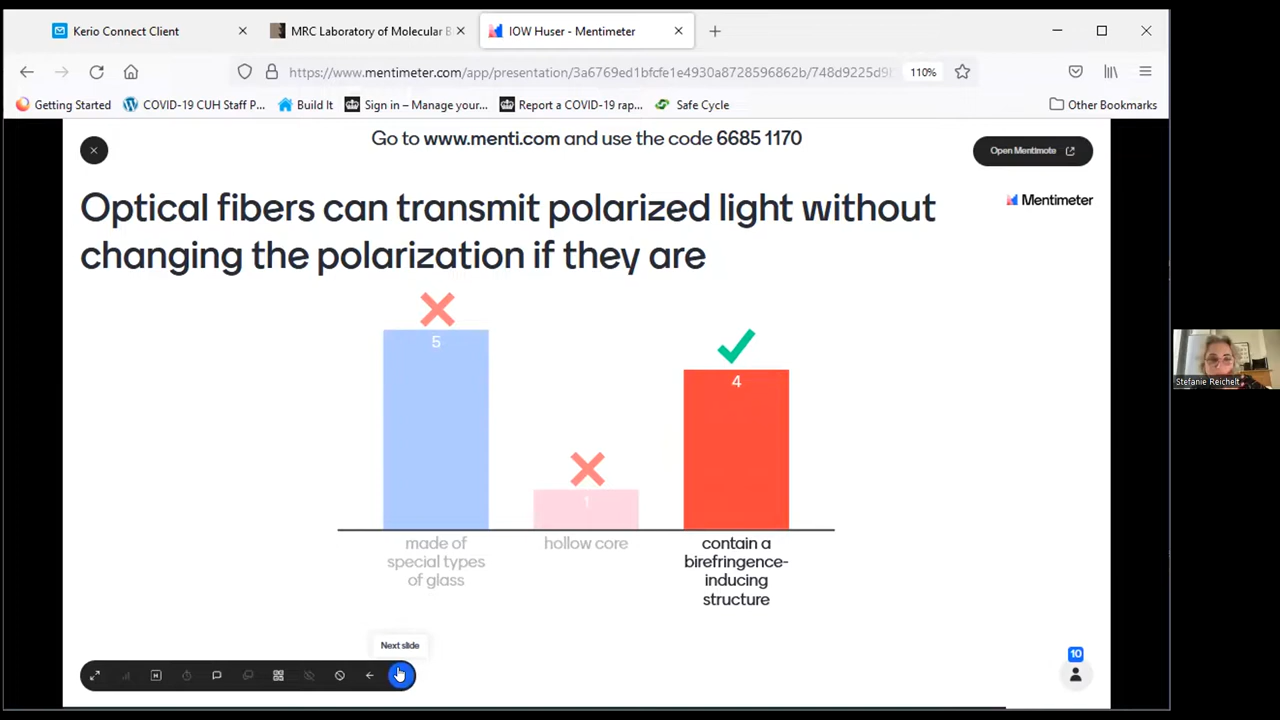 Kerio Connect Client
MRC Laboratory of Molecular B
IOW Huser - Mentimeter
https://www.mentimeter.com/app/presentation/3a6769ed1bfcfe1e4930a8728596862b/748d9225d9
110%
Getting Started
COVID-19 CUH Staff P...
Build It
Sign in – Manage your...
Report a COVID-19 rap...
Safe Cycle
Other Bookmarks
Go to www.menti.com and use the code 6685 1170
Open Mentimote
Optical fibers can transmit polarized light without
changing the polarization if they are
Mentimeter
5
1
4
made of
special types
of glass
hollow core
contain a
birefringence-
inducing
structure
Next slide
10
Stefanie Reichelt